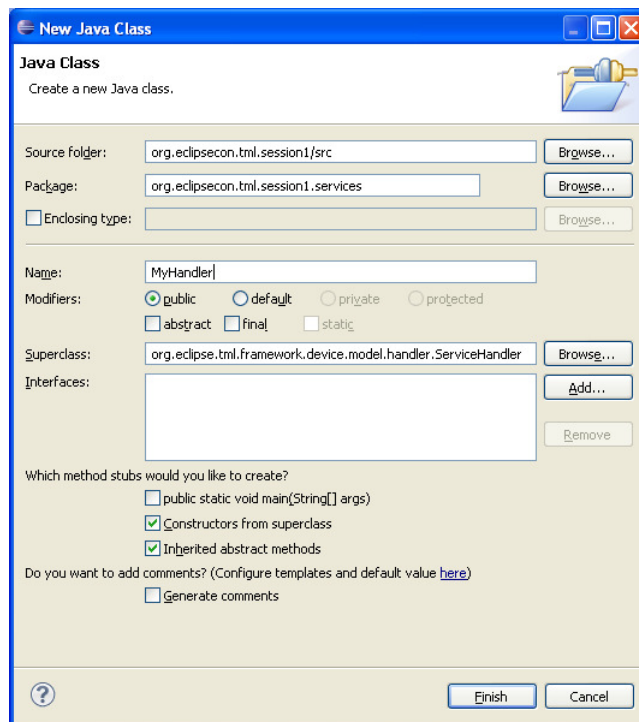 New Java Class
Java Class
Create a new Java class.
Source folder: org.eclipsecon.tml.session1/src Browse...
Package: org.eclipsecon.tml.session1.services Browse...
Enclosing type: Browse...
Name: MyHandler
Modifiers: public default private protected
abstract final static
Superclass: org.eclipse.tml.framework.device.model.handler.ServiceHandler Browse...
Interfaces: Add...
Remove
Which method stubs would you like to create?
public static void main(String[] args)
Constructors from superclass
Inherited abstract methods
Do you want to add comments? (Configure templates and default value here)
Generate comments
? Finish Cancel